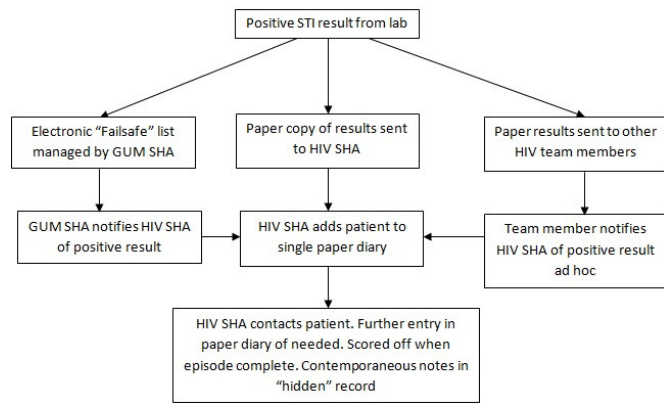 Positive STI result from lab
Electronic “Failsafe” list
managed by GUM SHA
Paper copy of results sent
to HIV SHA
Paper results sent to other
HIV team members
GUM SHA notifies HIV SHA
of positive result
HIV SHA adds patient to
single paper diary
Team member notifies
HIV SHA of positive result
ad hoc
HIV SHA contacts patient. Further entry in
paper diary of needed. Scored off when
episode complete. Contemporaneous notes in
“hidden” record